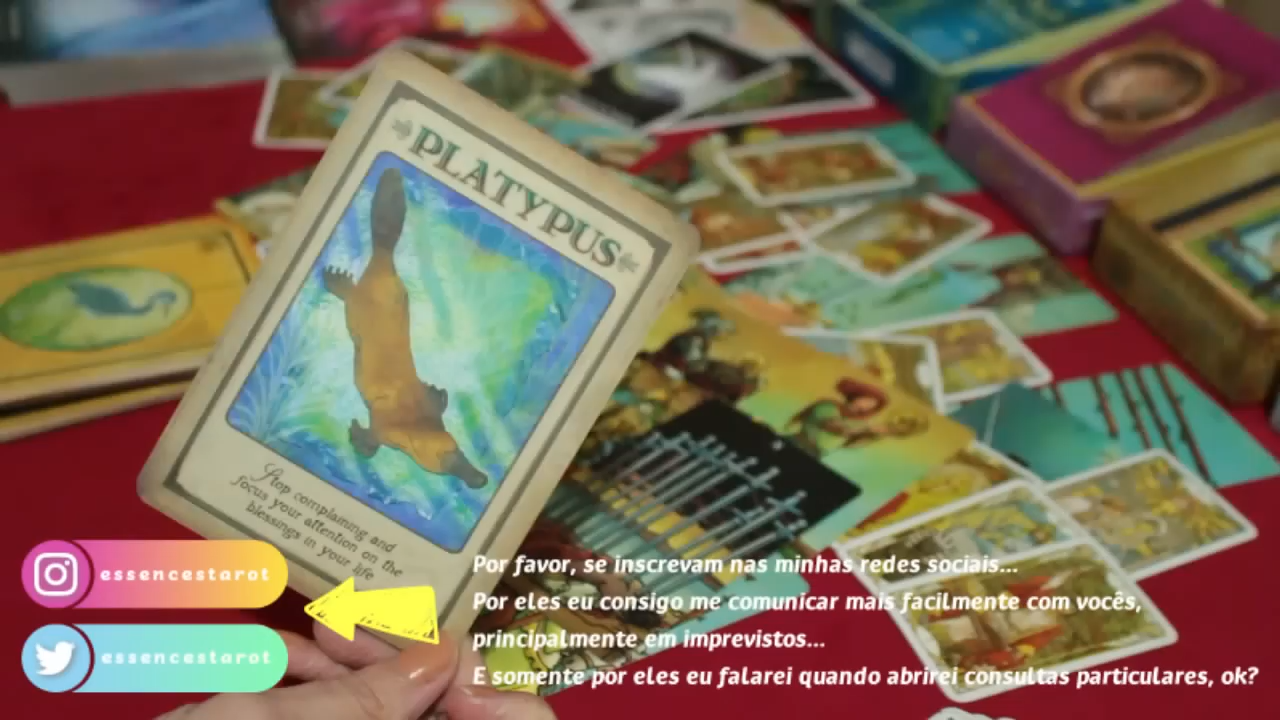 PLATYPUS
Stop complaining and
focus your attention on the
blessings in your life
essencestarot
essencestarot
Por favor, se inscrevam nas minhas redes sociais...
Por eles eu consigo me comunicar mais facilmente com vocês,
principalmente em imprevistos...
E somente por eles eu falarei quando abrirei consultas particulares, ok?